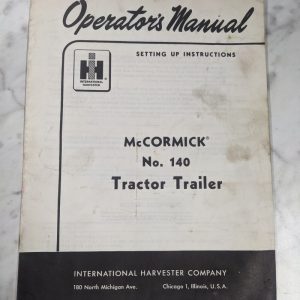 Operator's Manual
SETTING UP INSTRUCTIONS
IH
INTERNATIONAL
HARVESTER
McCORMICK®
No. 140
Tractor Trailer
INTERNATIONAL HARVESTER COMPANY
180 North Michigan Ave. Chicago 1, Illinois, U.S.A.